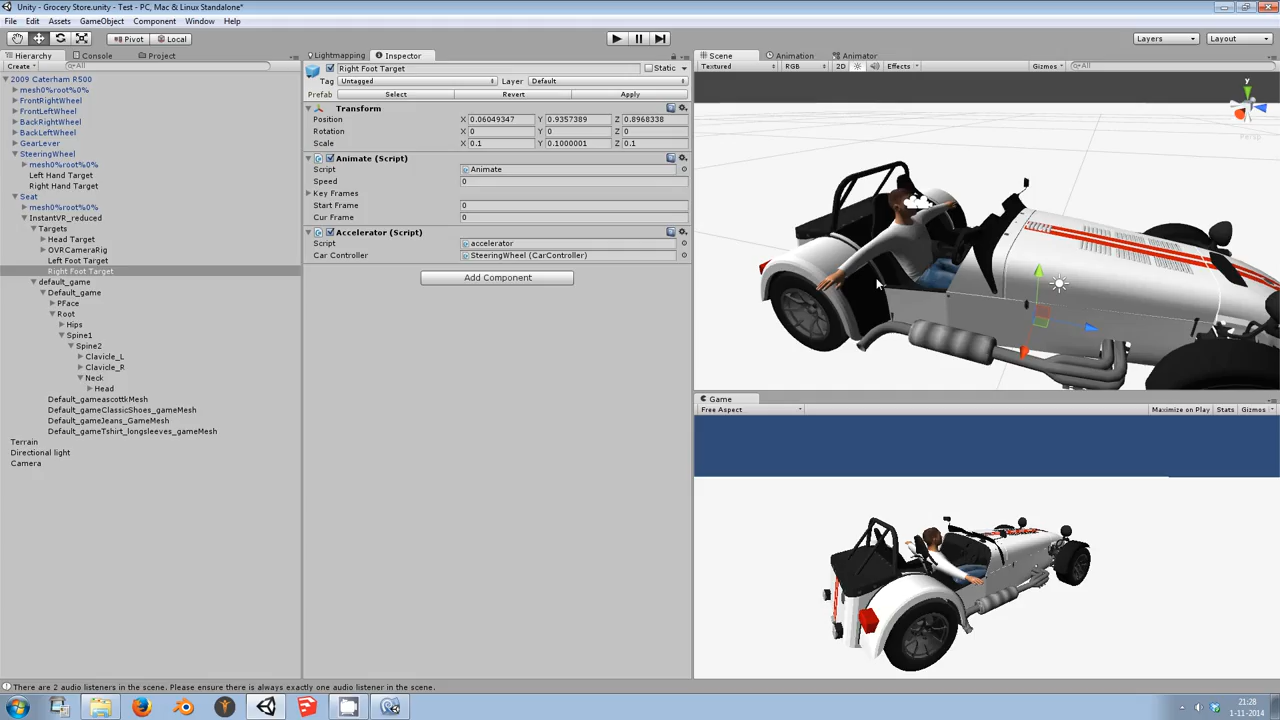 Unity - Grocery Store.unity - Test - PC, Mac & Linux Standalone*
File Edit Assets GameObject Component Window Help
Pivot Local Layers Layout
Hierarchy Console Project
Create All
2009 Caterham R500
mesh0%root%0%
FrontRightWheel
FrontLeftWheel
BackRightWheel
BackLeftWheel
GearLever
SteeringWheel
mesh0%root%0%
Left Hand Target
Right Hand Target
Seat
mesh0%root%0%
InstantVR_reduced
Targets
Head Target
OVRCameraRig
Left Foot Target
Right Foot Target
default_game
Default_game
PFace
Root
Hips
Spine1
Spine2
Clavicle_L
Clavicle_R
Neck
Head
Default_gameascottkMesh
Default_gameClassicShoes_gameMesh
Default_gameJeans_GameMesh
Default_gameTshirt_longsleeves_gameMesh
Terrain
Directional light
Camera
Lightmapping Inspector
Right Foot Target Static
Tag Untagged Layer Default
Prefab Select Revert Apply
Transform
Position X 0.06049347 Y 0.9357389 Z 0.8968338
Rotation X 0 Y 0 Z 0
Scale X 0.1 Y 0.1000001 Z 0.1
Animate (Script)
Script Animate
Speed 0
Key Frames
Start Frame 0
Cur Frame 0
Accelerator (Script)
Script accelerator
Car Controller SteeringWheel (CarController)
Add Component
Scene Animation Animator
Textured RGB 2D Effects Gizmos All
y
Persp
Game
Free Aspect Maximize on Play Stats Gizmos
There are 2 audio listeners in the scene. Please ensure there is always exactly one audio listener in the scene.
21:28
1-11-2014